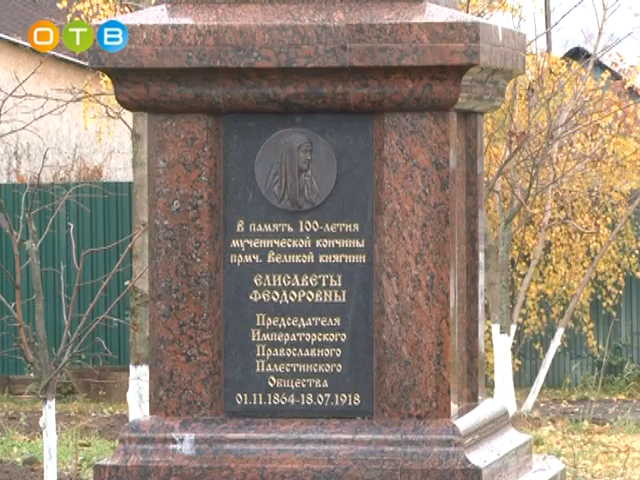 ОТВ
В память 100-летия
мученической кончины
прмч. Великой княгини
ЕЛИСАВЕТЫ
ФЕОДОРОВНЫ
Председателя
Императорского
Православного
Палестинского
Общества
01.11.1864-18.07.1918